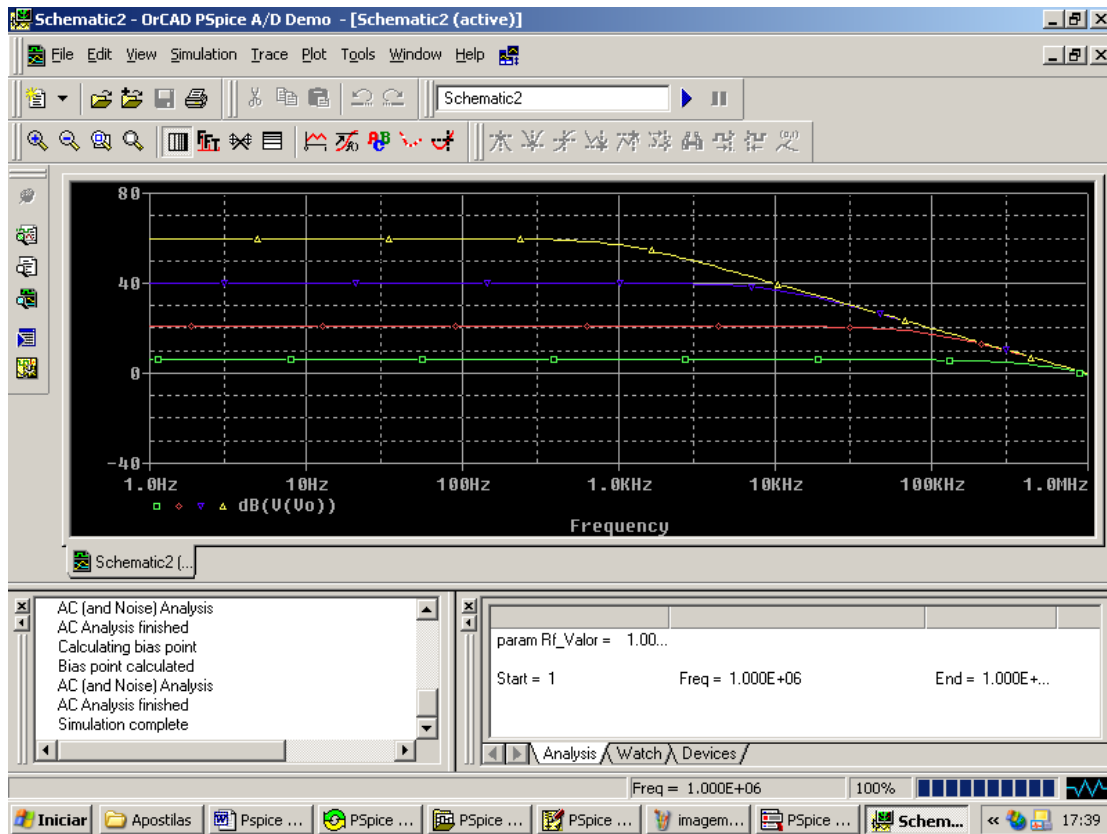 Schematic2 - OrCAD PSpice A/D Demo - [Schematic2 (active)]
File Edit View Simulation Trace Plot Tools Window Help
Schematic2
FFT
80
40
0
-40
1.0Hz 10Hz 100Hz 1.0KHz 10KHz 100KHz 1.0MHz
dB(V(Vo))
Frequency
Schematic2 (...
AC (and Noise) Analysis
AC Analysis finished
Calculating bias point
Bias point calculated
AC (and Noise) Analysis
AC Analysis finished
Simulation complete
param Rf_Valor = 1.00...
Start = 1 Freq = 1.000E+06 End = 1.000E+...
Analysis Watch Devices
Freq = 1.000E+06 100%
Iniciar Apostilas Pspice ... PSpice ... PSpice ... PSpice ... imagem... PSpice ... Schem... « 17:39